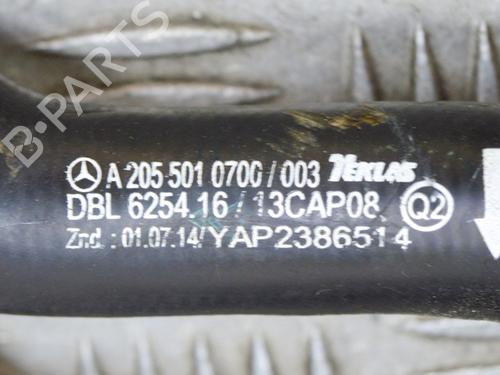 B-PARTS
A 205 501 0700 / 003 TEKLAS
DBL 6254.16 / 13CAP08 Q2
Znd.: 01.07.14/YAP2386514